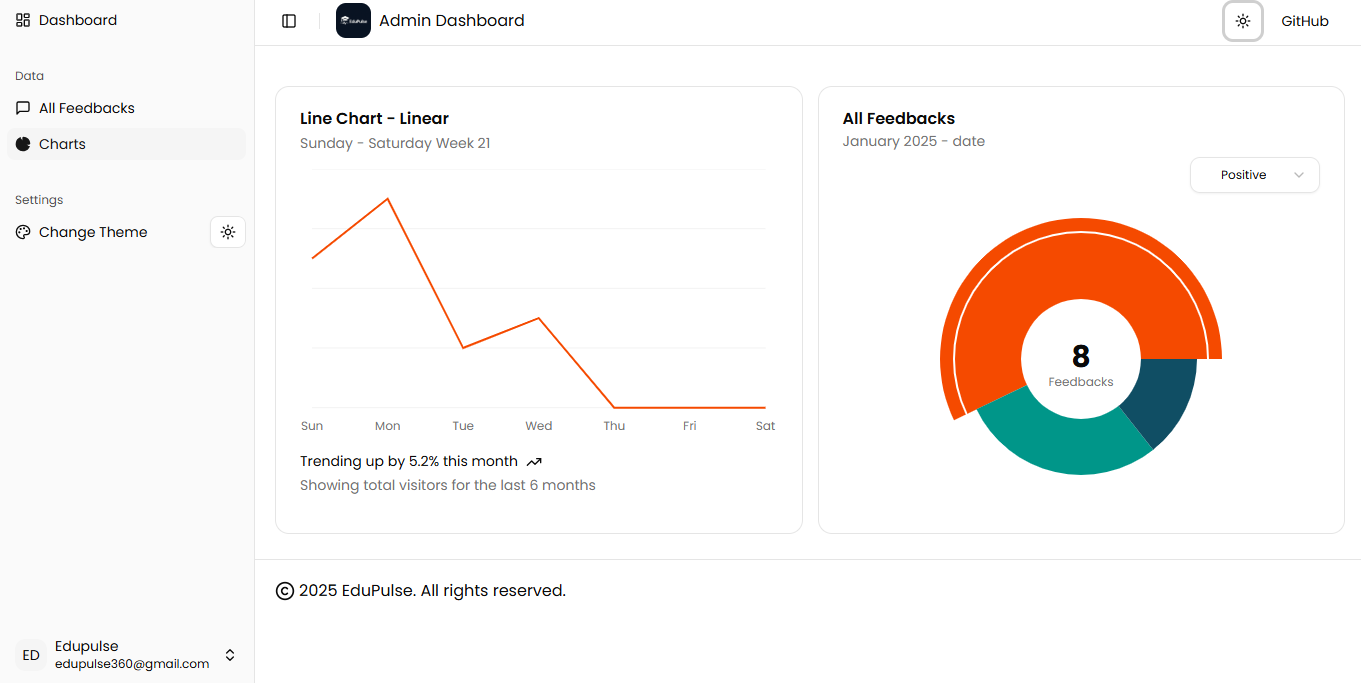 Dashboard
Data
All Feedbacks
Charts
Settings
Change Theme
ED
Edupulse
edupulse360@gmail.com
EduPulse
Admin Dashboard
GitHub
Line Chart - Linear
Sunday - Saturday Week 21
Sun Mon Tue Wed Thu Fri Sat
Trending up by 5.2% this month
Showing total visitors for the last 6 months
All Feedbacks
January 2025 - date
Positive
8
Feedbacks
© 2025 EduPulse. All rights reserved.